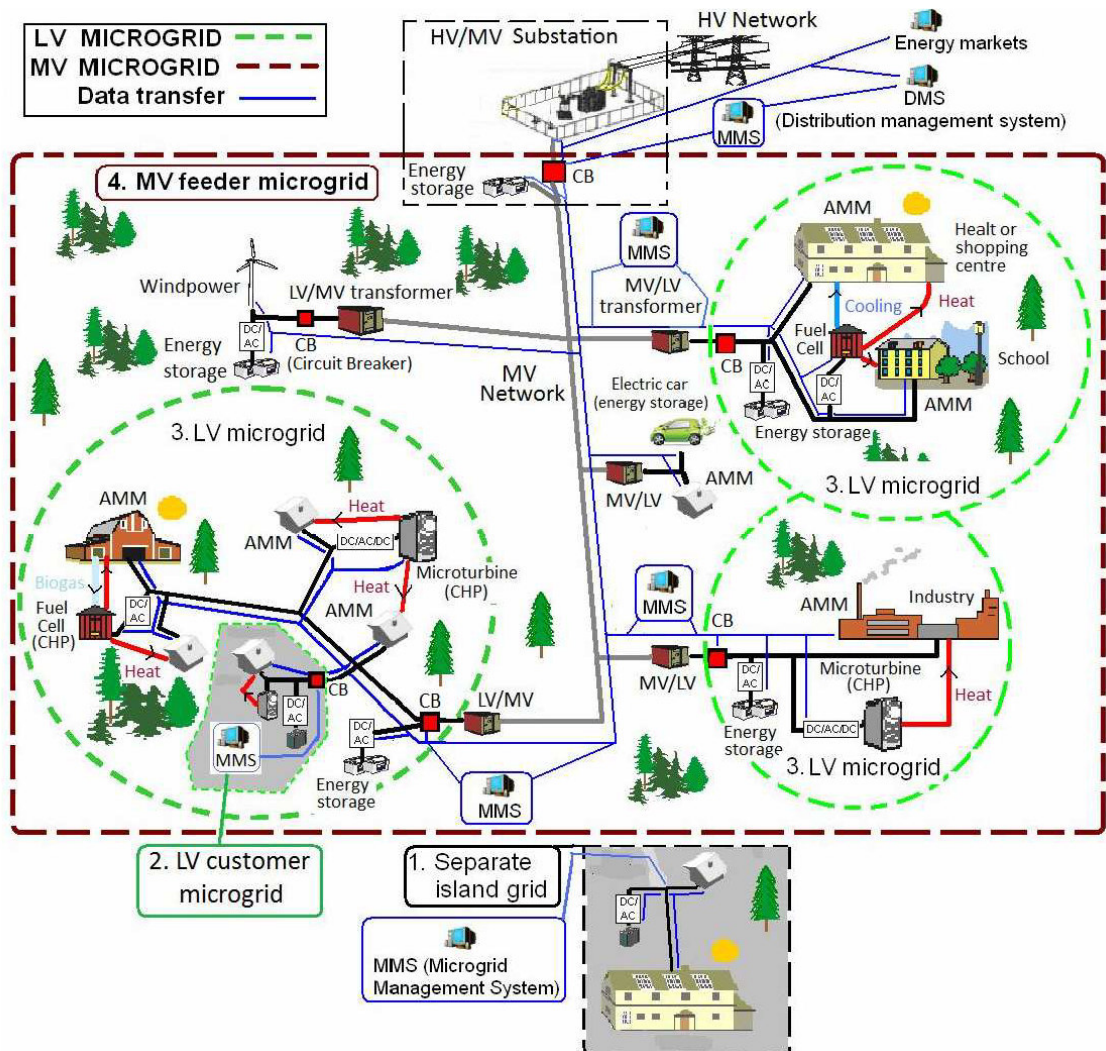 LV MICROGRID
MV MICROGRID
Data transfer
HV/MV Substation
HV Network
Energy markets
DMS
(Distribution management system)
MMS
4. MV feeder microgrid
Energy
storage
CB
Windpower
LV/MV transformer
DC/
AC
CB
(Circuit Breaker)
Energy
storage
MMS
MV/LV
transformer
CB
MV
Network
AMM
Healt or
shopping
centre
Cooling
Heat
Fuel
Cell
School
DC/
AC
DC/
AC
AMM
Energy storage
3. LV microgrid
Electric car
(energy storage)
MV/LV
AMM
3. LV microgrid
AMM
Heat
AMM
DC/AC/DC
Microturbine
(CHP)
Biogas
Fuel
Cell
(CHP)
DC/
AC
Heat
AMM
Heat
CB
DC/
AC
MMS
CB
LV/MV
DC/
AC
Energy
storage
MMS
MMS
CB
AMM
Industry
MV/LV
DC/
AC
Energy
storage
Microturbine
(CHP)
DC/AC/DC
Heat
3. LV microgrid
2. LV customer
microgrid
1. Separate
island grid
DC/
AC
MMS (Microgrid
Management System)